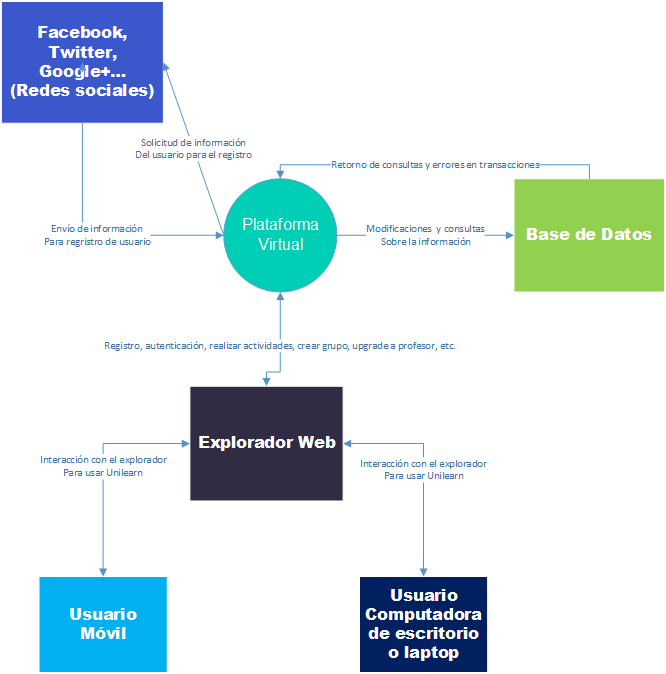 Facebook,
Twitter,
Google+...
(Redes sociales)
Solicitud de información
Del usuario para el registro
Retorno de consultas y errores en transacciones
Envío de información
Para registro de usuario
Plataforma
Virtual
Modificaciones y consultas
Sobre la información
Base de Datos
Registro, autenticación, realizar actividades, crear grupo, upgrade a profesor, etc.
Explorador Web
Interacción con el explorador
Para usar Unilearn
Interacción con el explorador
Para usar Unilearn
Usuario
Móvil
Usuario
Computadora
de escritorio
o laptop